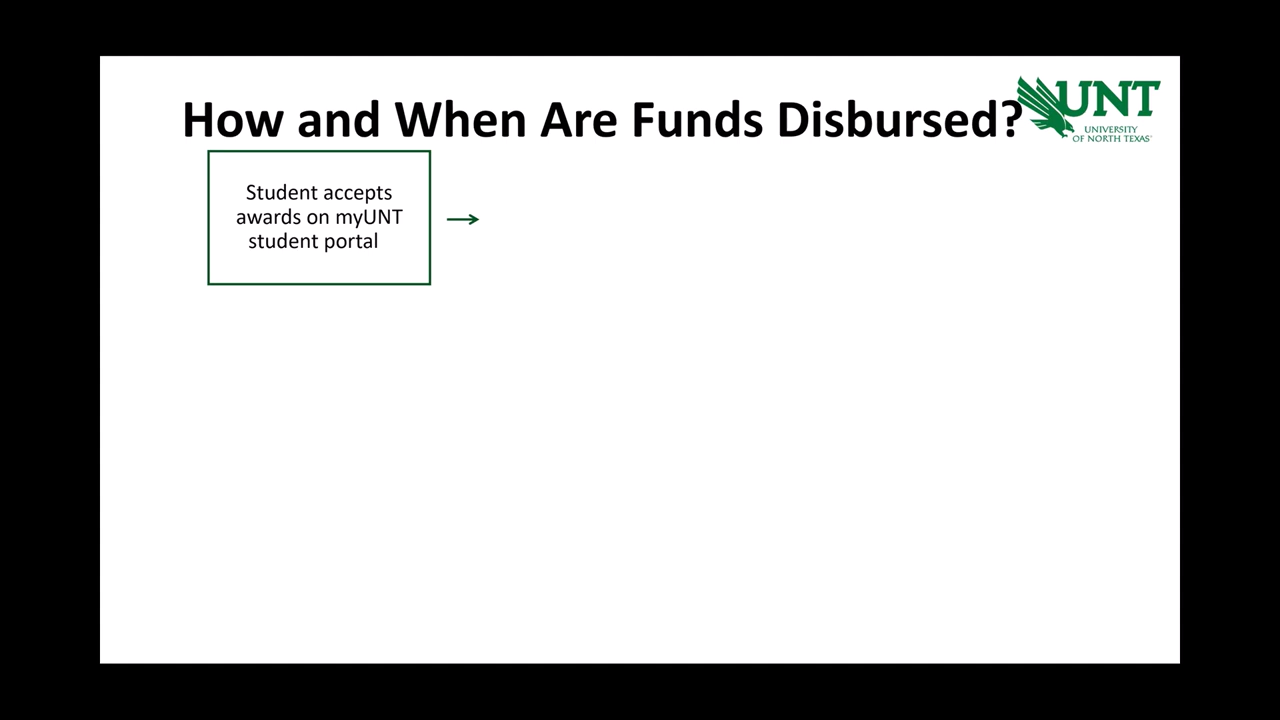 How and When Are Funds Disbursed?
UNT
UNIVERSITY
OF NORTH TEXAS
Student accepts
awards on myUNT
student portal